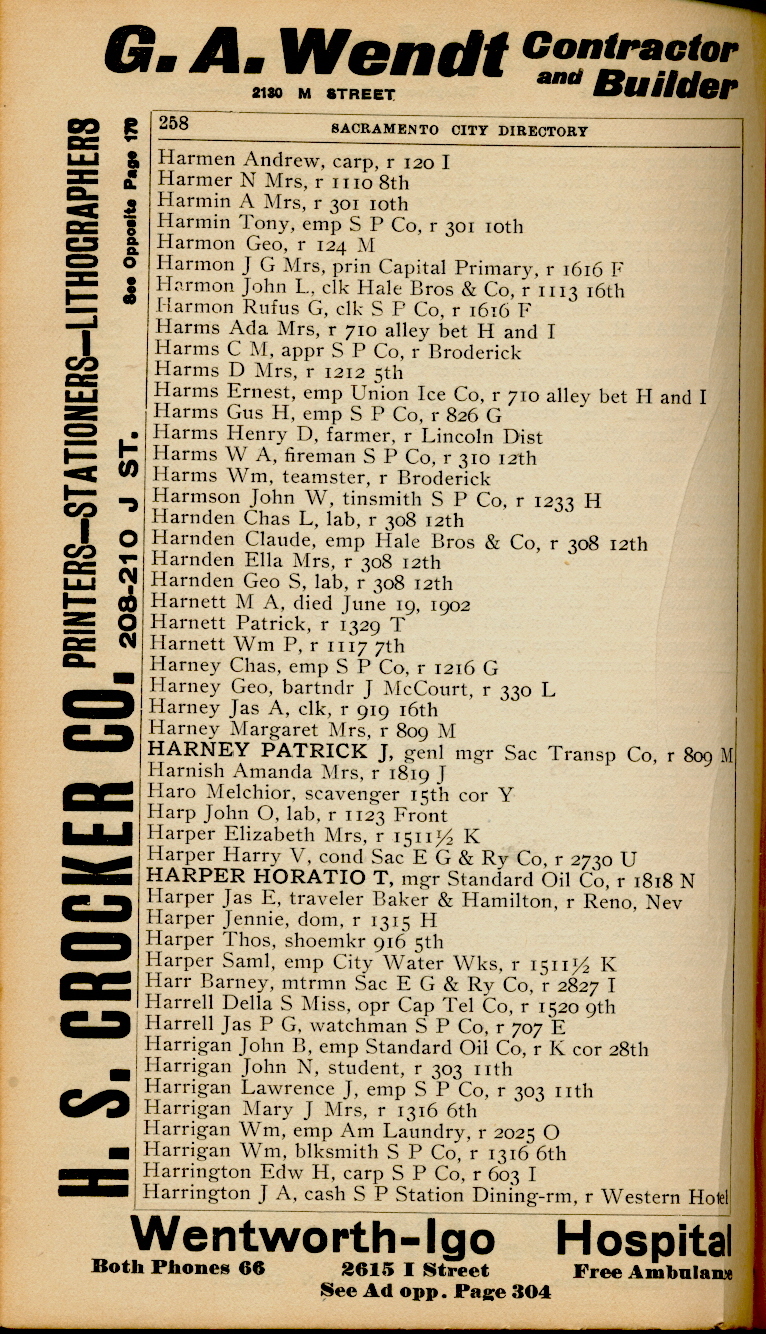 G. A. Wendt Contractor and Builder
2130 M STREET
258 SACRAMENTO CITY DIRECTORY
Harmen Andrew, carp, r 120 I
Harmer N Mrs, r 1110 8th
Harmin A Mrs, r 301 10th
Harmin Tony, emp S P Co, r 301 10th
Harmon Geo, r 124 M
Harmon J G Mrs, prin Capital Primary, r 1616 F
Harmon John L, clk Hale Bros & Co, r 1113 16th
Harmon Rufus G, clk S P Co, r 1616 F
Harms Ada Mrs, r 710 alley bet H and I
Harms C M, appr S P Co, r Broderick
Harms D Mrs, r 1212 5th
Harms Ernest, emp Union Ice Co, r 710 alley bet H and I
Harms Gus H, emp S P Co, r 826 G
Harms Henry D, farmer, r Lincoln Dist
Harms W A, fireman S P Co, r 310 12th
Harms Wm, teamster, r Broderick
Harmson John W, tinsmith S P Co, r 1233 H
Harnden Chas L, lab, r 308 12th
Harnden Claude, emp Hale Bros & Co, r 308 12th
Harnden Ella Mrs, r 308 12th
Harnden Geo S, lab, r 308 12th
Harnett M A, died June 19, 1902
Harnett Patrick, r 1329 T
Harnett Wm P, r 1117 7th
Harney Chas, emp S P Co, r 1216 G
Harney Geo, bartndr J McCourt, r 330 L
Harney Jas A, clk, r 919 16th
Harney Margaret Mrs, r 809 M
HARNEY PATRICK J, genl mgr Sac Transp Co, r 809 M
Harnish Amanda Mrs, r 1819 J
Haro Melchior, scavenger 15th cor Y
Harp John O, lab, r 1123 Front
Harper Elizabeth Mrs, r 1511½ K
Harper Harry V, cond Sac E G & Ry Co, r 2730 U
HARPER HORATIO T, mgr Standard Oil Co, r 1818 N
Harper Jas E, traveler Baker & Hamilton, r Reno, Nev
Harper Jennie, dom, r 1315 H
Harper Thos, shoemkr 916 5th
Harper Saml, emp City Water Wks, r 1511½ K
Harr Barney, mtrmn Sac E G & Ry Co, r 2827 I
Harrell Della S Miss, opr Cap Tel Co, r 1520 9th
Harrell Jas P G, watchman S P Co, r 707 E
Harrigan John B, emp Standard Oil Co, r K cor 28th
Harrigan John N, student, r 303 11th
Harrigan Lawrence J, emp S P Co, r 303 11th
Harrigan Mary J Mrs, r 1316 6th
Harrigan Wm, emp Am Laundry, r 2025 O
Harrigan Wm, blksmith S P Co, r 1316 6th
Harrington Edw H, carp S P Co, r 603 I
Harrington J A, cash S P Station Dining-rm, r Western Hotel
H. S. CROCKER CO. PRINTERS—STATIONERS—LITHOGRAPHERS
208-210 J ST. See Opposite Page 170
Wentworth-Igo Hospital
Both Phones 66 2615 I Street Free Ambulance
See Ad opp. Page 304